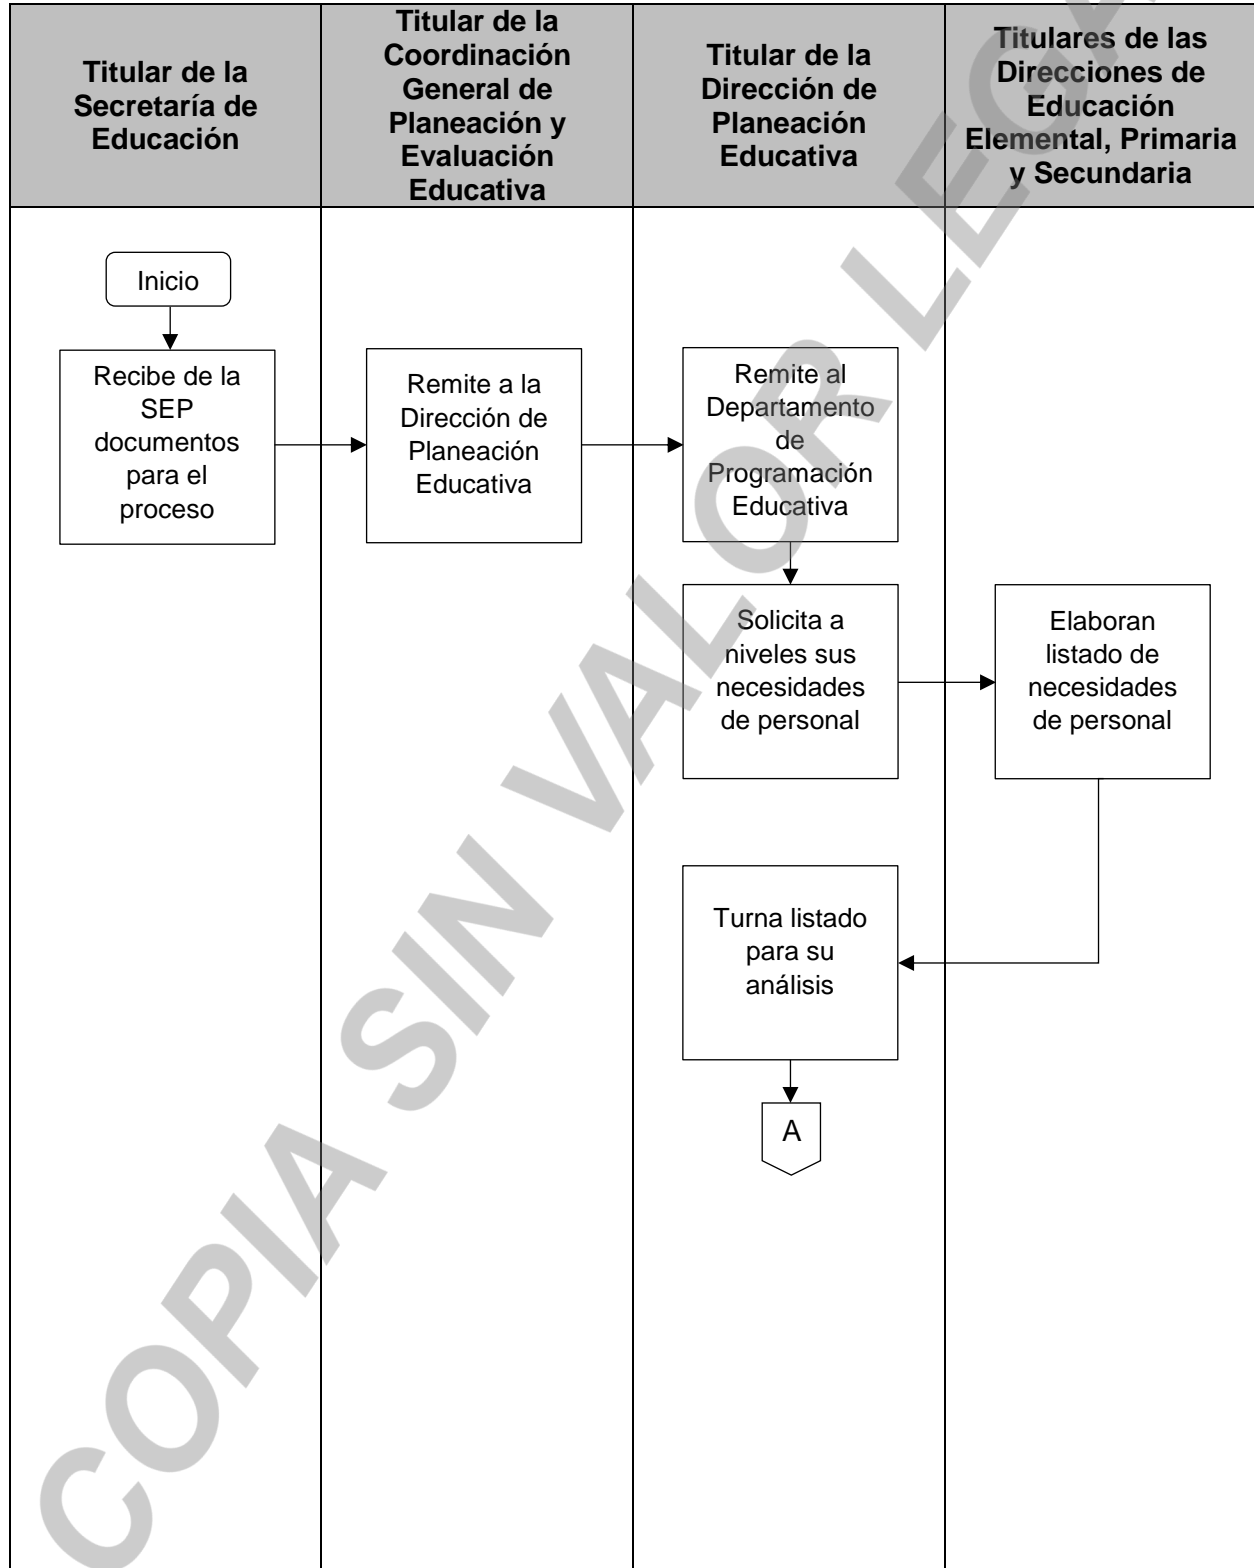 Titular de la
Secretaría de
Educación
Titular de la
Coordinación
General de
Planeación y
Evaluación
Educativa
Titular de la
Dirección de
Planeación
Educativa
Titulares de las
Direcciones de
Educación
Elemental, Primaria
y Secundaria
Inicio
Recibe de la
SEP
documentos
para el
proceso
Remite a la
Dirección de
Planeación
Educativa
Remite al
Departamento
de
Programación
Educativa
Solicita a
niveles sus
necesidades
de personal
Elaboran
listado de
necesidades
de personal
Turna listado
para su
análisis
A
COPIA SIN VALOR LEGA